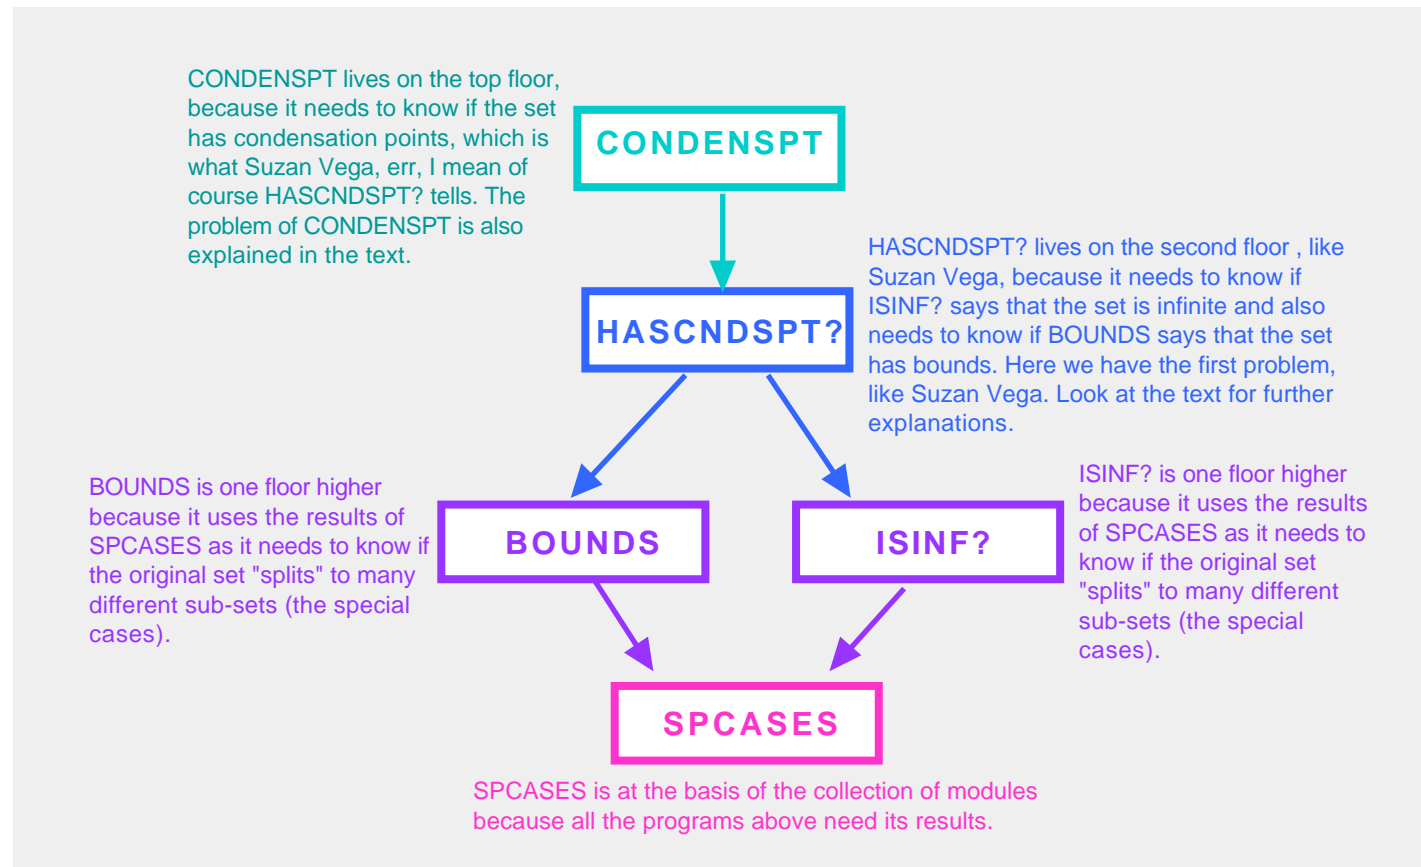 CONDENSPT lives on the top floor,
because it needs to know if the set
has condensation points, which is
what Suzan Vega, err, I mean of
course HASCNDSPT? tells. The
problem of CONDENSPT is also
explained in the text.
CONDENSPT
HASCNDSPT? lives on the second floor , like
Suzan Vega, because it needs to know if
ISINF? says that the set is infinite and also
needs to know if BOUNDS says that the set
has bounds. Here we have the first problem,
like Suzan Vega. Look at the text for further
explanations.
HASCNDSPT?
BOUNDS is one floor higher
because it uses the results of
SPCASES as it needs to know if
the original set "splits" to many
different sub-sets (the special
cases).
BOUNDS
ISINF?
ISINF? is one floor higher
because it uses the results
of SPCASES as it needs to
know if the original set
"splits" to many different
sub-sets (the special
cases).
SPCASES
SPCASES is at the basis of the collection of modules
because all the programs above need its results.